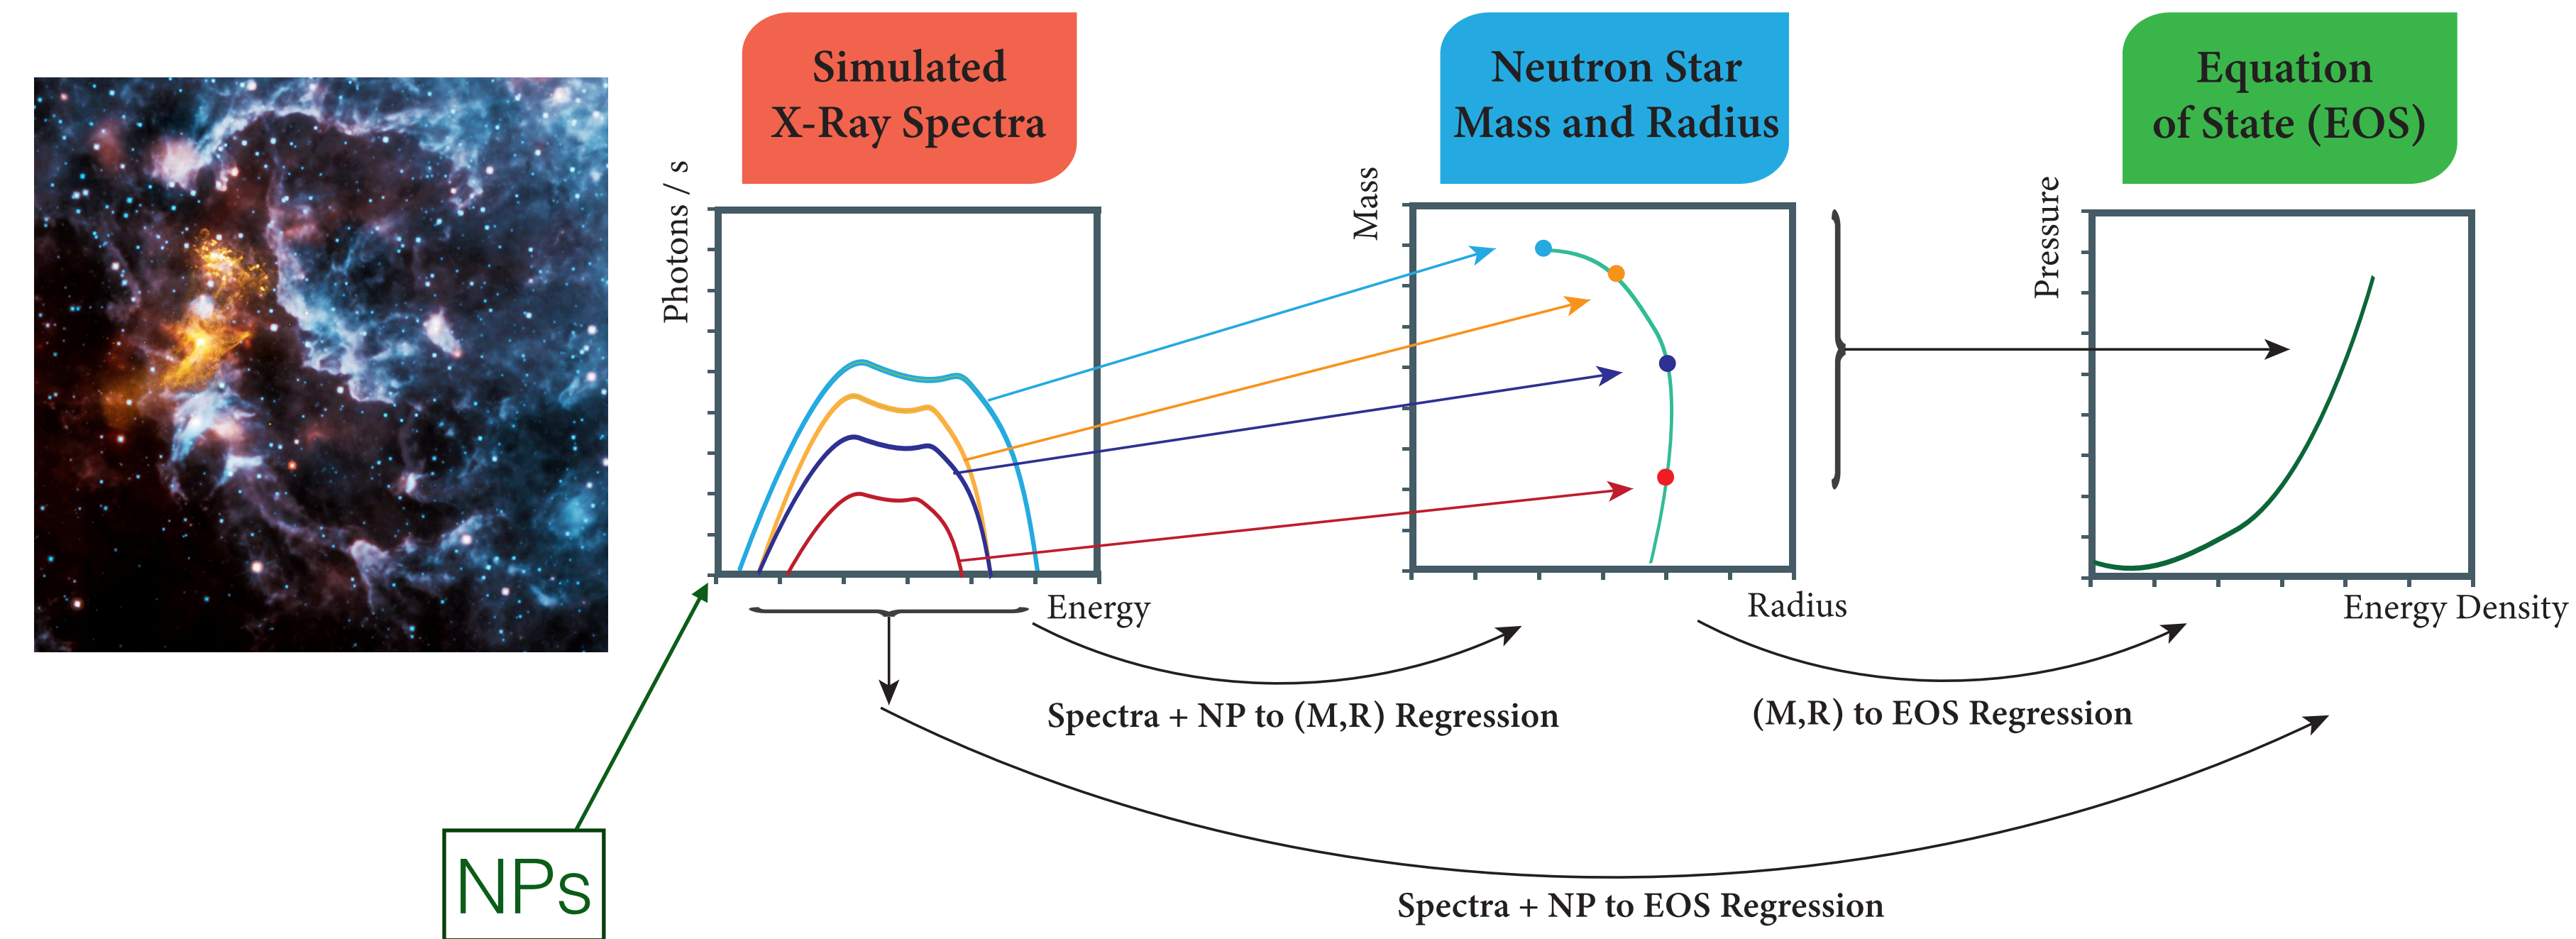 Simulated
X-Ray Spectra
Neutron Star
Mass and Radius
Equation
of State (EOS)
Photons / s
Mass
Pressure
Energy
Radius
Energy Density
Spectra + NP to (M,R) Regression
(M,R) to EOS Regression
NPs
Spectra + NP to EOS Regression